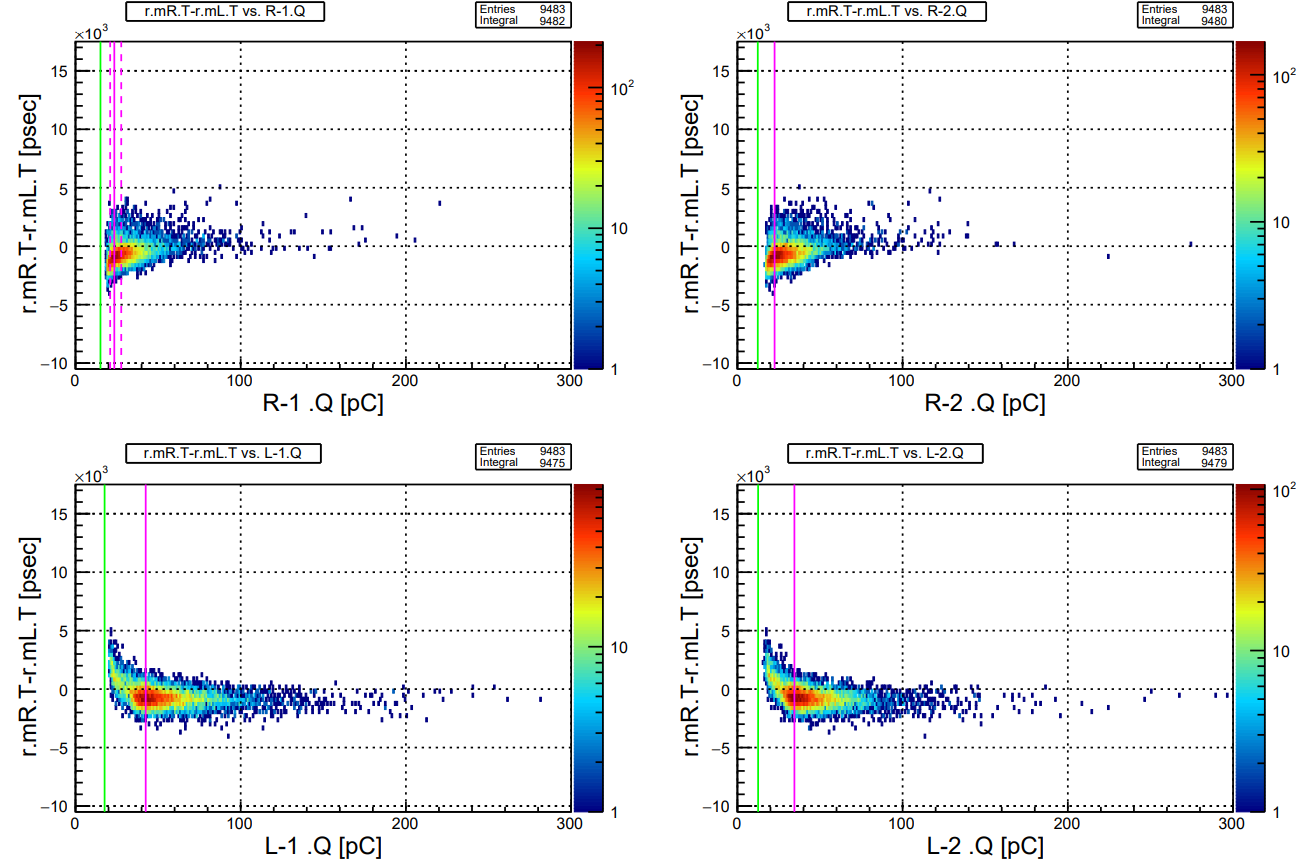 r.mR.T-r.mL.T vs. R-1.Q
Entries 9483
Integral 9482
×10³
r.mR.T-r.mL.T [psec]
15
10
5
0
−5
−10
0 100 200 300
R-1 .Q [pC]
10²
10
1
r.mR.T-r.mL.T vs. R-2.Q
Entries 9483
Integral 9480
×10³
r.mR.T-r.mL.T [psec]
15
10
5
0
−5
−10
0 100 200 300
R-2 .Q [pC]
10²
10
1
r.mR.T-r.mL.T vs. L-1.Q
Entries 9483
Integral 9475
×10³
r.mR.T-r.mL.T [psec]
15
10
5
0
−5
−10
0 100 200 300
L-1 .Q [pC]
10
1
r.mR.T-r.mL.T vs. L-2.Q
Entries 9483
Integral 9479
×10³
r.mR.T-r.mL.T [psec]
15
10
5
0
−5
−10
0 100 200 300
L-2 .Q [pC]
10²
10
1